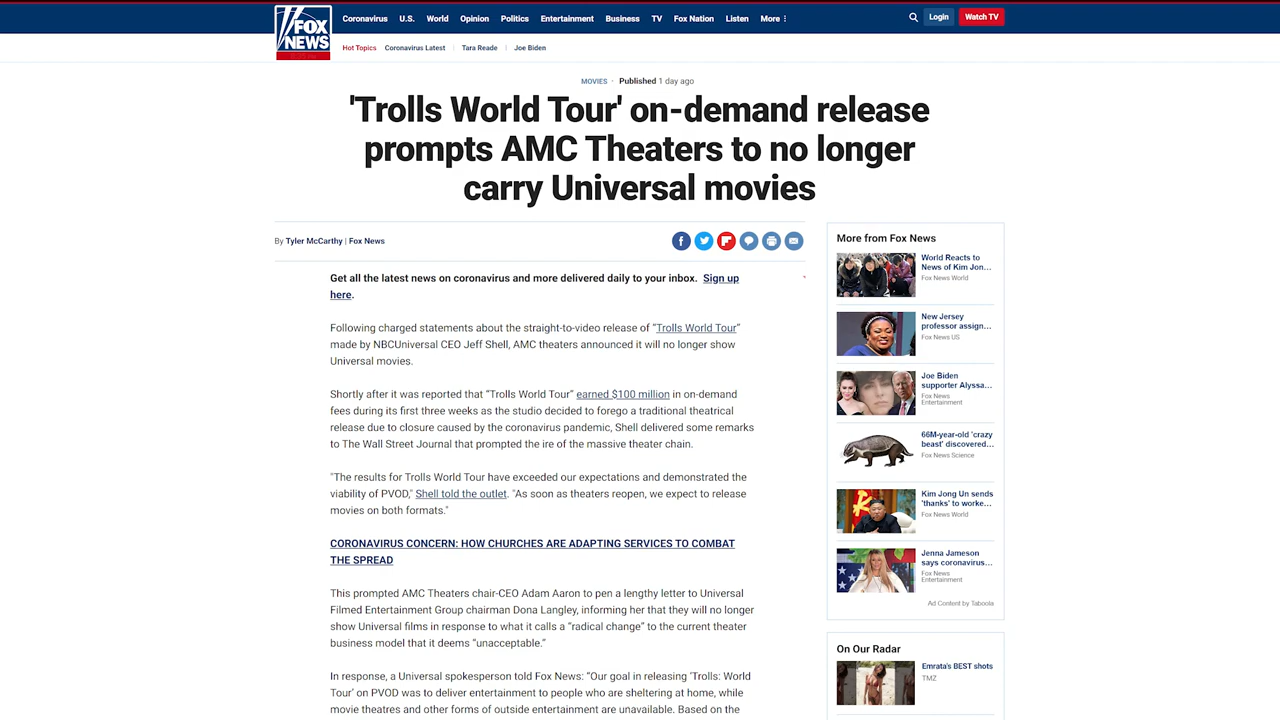 FOX
NEWS
Coronavirus U.S. World Opinion Politics Entertainment Business TV Fox Nation Listen More
Login
Watch TV
Hot Topics Coronavirus Latest Tara Reade Joe Biden
MOVIES · Published 1 day ago
'Trolls World Tour' on-demand release
prompts AMC Theaters to no longer
carry Universal movies
By Tyler McCarthy | Fox News
Get all the latest news on coronavirus and more delivered daily to your inbox. Sign up
here.
Following charged statements about the straight-to-video release of “Trolls World Tour”
made by NBCUniversal CEO Jeff Shell, AMC theaters announced it will no longer show
Universal movies.
Shortly after it was reported that “Trolls World Tour” earned $100 million in on-demand
fees during its first three weeks as the studio decided to forego a traditional theatrical
release due to closure caused by the coronavirus pandemic, Shell delivered some remarks
to The Wall Street Journal that prompted the ire of the massive theater chain.
"The results for Trolls World Tour have exceeded our expectations and demonstrated the
viability of PVOD," Shell told the outlet. "As soon as theaters reopen, we expect to release
movies on both formats."
CORONAVIRUS CONCERN: HOW CHURCHES ARE ADAPTING SERVICES TO COMBAT
THE SPREAD
This prompted AMC Theaters chair-CEO Adam Aaron to pen a lengthy letter to Universal
Filmed Entertainment Group chairman Dona Langley, informing her that they will no longer
show Universal films in response to what it calls a “radical change” to the current theater
business model that it deems “unacceptable.”
In response, a Universal spokesperson told Fox News: “Our goal in releasing 'Trolls: World
Tour' on PVOD was to deliver entertainment to people who are sheltering at home, while
movie theatres and other forms of outside entertainment are unavailable. Based on the
More from Fox News
World Reacts to
News of Kim Jon...
Fox News World
New Jersey
professor assign...
Fox News US
Joe Biden
supporter Alyssa...
Fox News
Entertainment
66M-year-old 'crazy
beast' discovered...
Fox News Science
Kim Jong Un sends
'thanks' to worke...
Fox News World
Jenna Jameson
says coronavirus...
Fox News
Entertainment
Ad Content by Taboola
On Our Radar
Emrata's BEST shots
TMZ